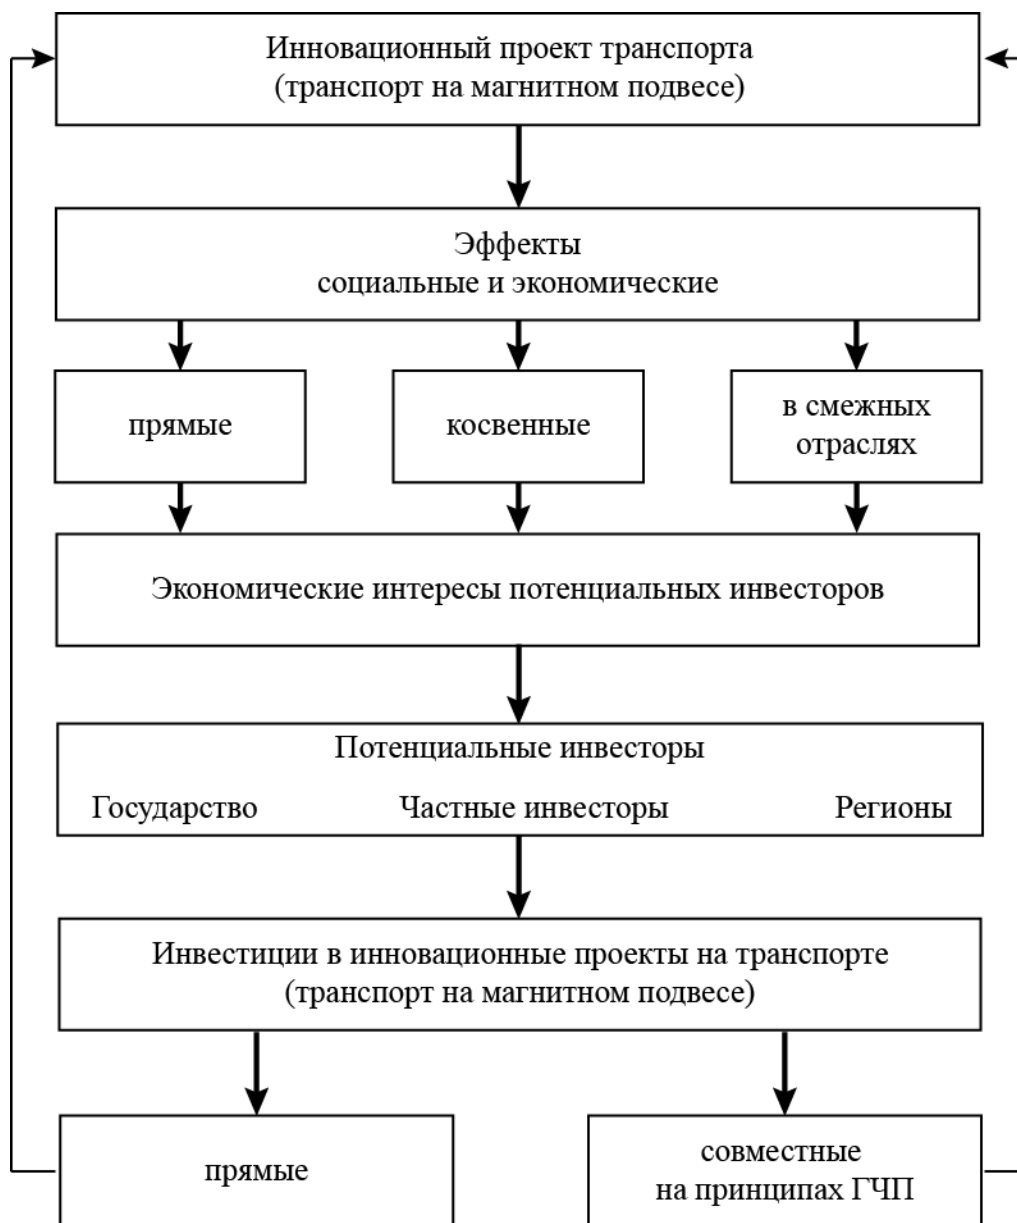 Инновационный проект транспорта
(транспорт на магнитном подвесе)
Эффекты
социальные и экономические
прямые
косвенные
в смежных
отраслях
Экономические интересы потенциальных инвесторов
Потенциальные инвесторы
Государство Частные инвесторы Регионы
Инвестиции в инновационные проекты на транспорте
(транспорт на магнитном подвесе)
прямые
совместные
на принципах ГЧП